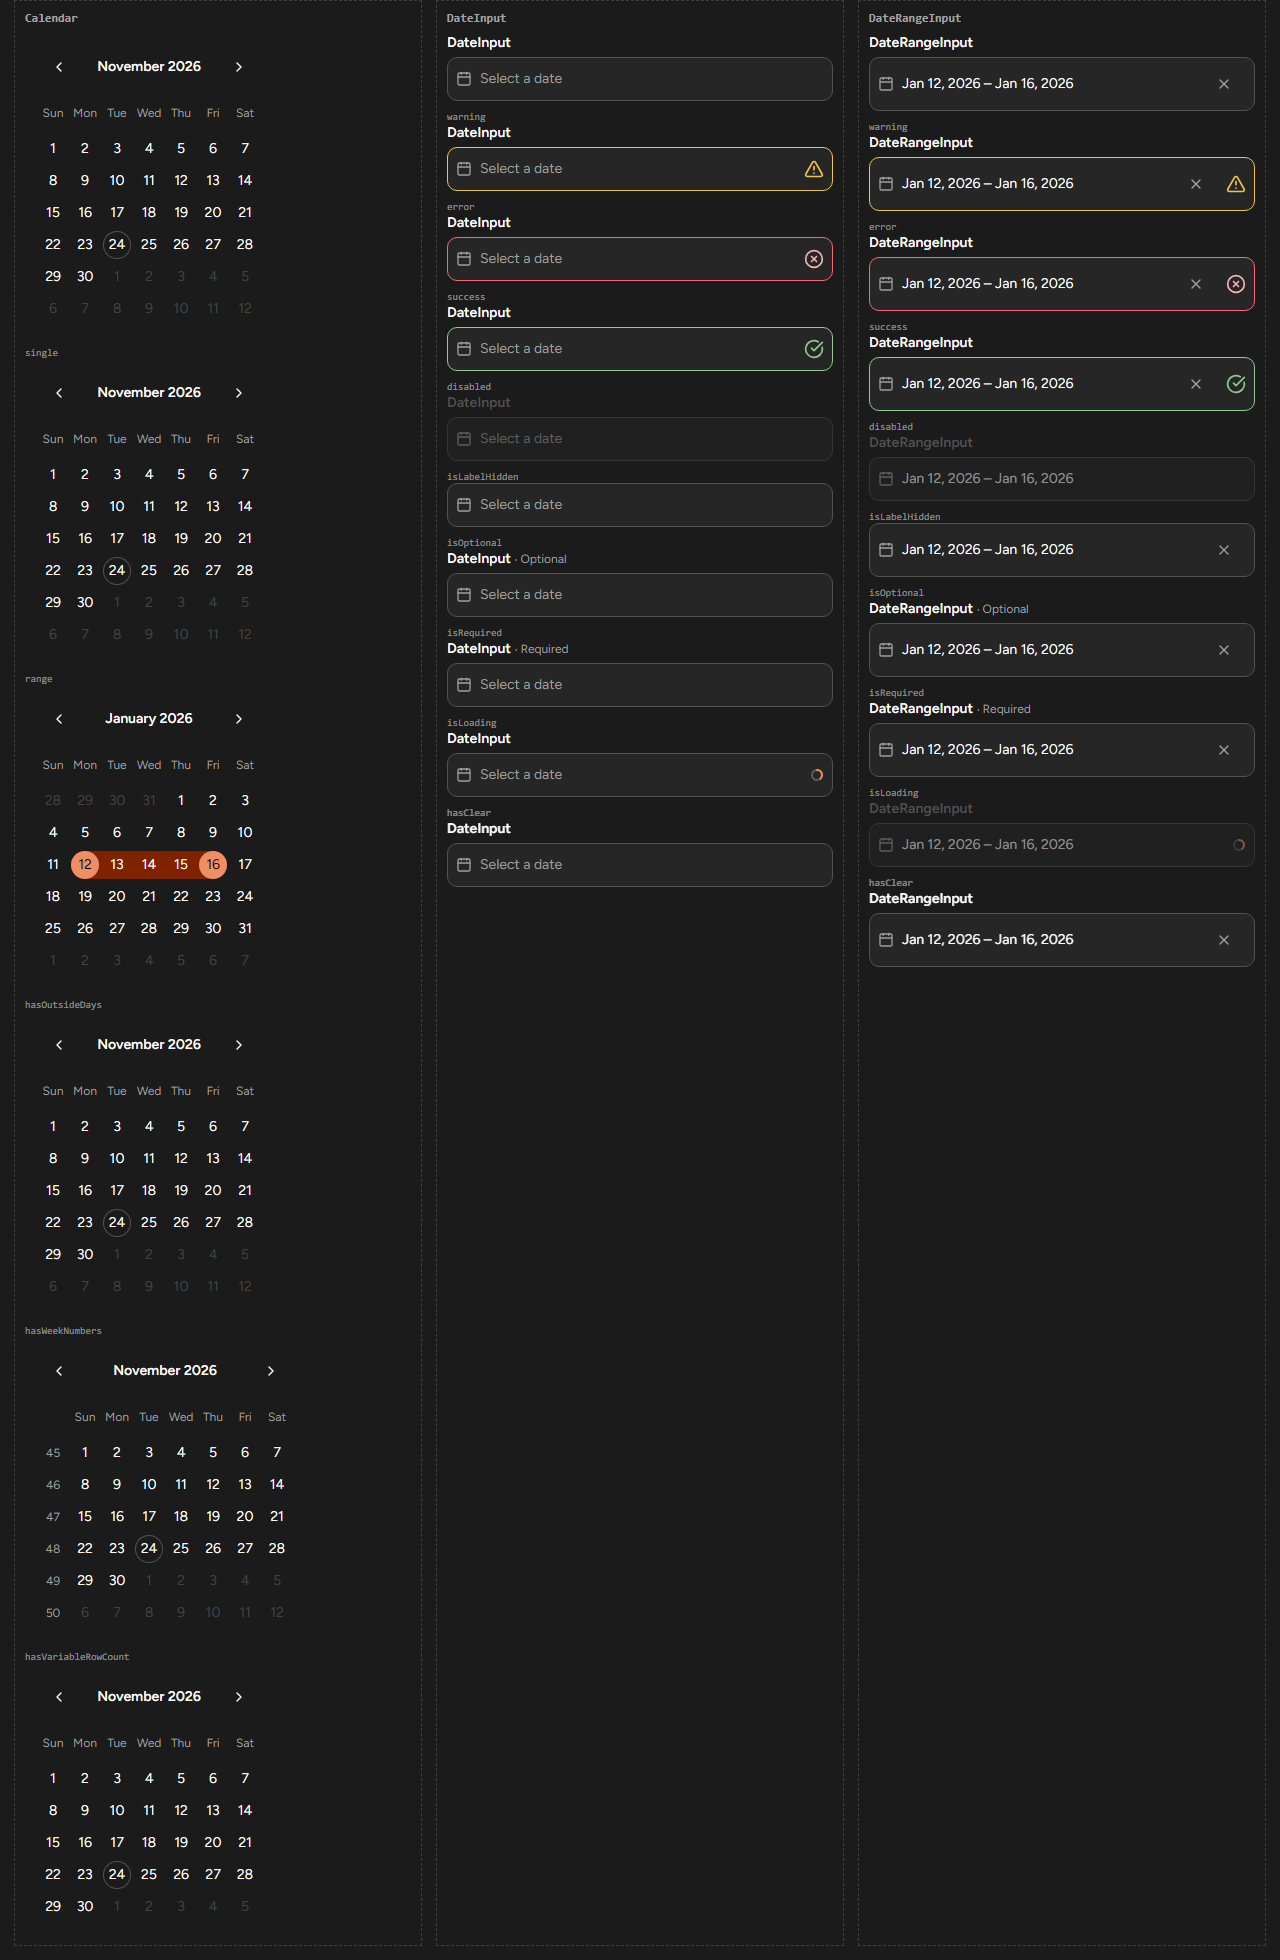 Calendar
November 2026
Sun Mon Tue Wed Thu Fri Sat
1 2 3 4 5 6 7
8 9 10 11 12 13 14
15 16 17 18 19 20 21
22 23 24 25 26 27 28
29 30 1 2 3 4 5
6 7 8 9 10 11 12
single
November 2026
Sun Mon Tue Wed Thu Fri Sat
1 2 3 4 5 6 7
8 9 10 11 12 13 14
15 16 17 18 19 20 21
22 23 24 25 26 27 28
29 30 1 2 3 4 5
6 7 8 9 10 11 12
range
January 2026
Sun Mon Tue Wed Thu Fri Sat
28 29 30 31 1 2 3
4 5 6 7 8 9 10
11 12 13 14 15 16 17
18 19 20 21 22 23 24
25 26 27 28 29 30 31
1 2 3 4 5 6 7
hasOutsideDays
November 2026
Sun Mon Tue Wed Thu Fri Sat
1 2 3 4 5 6 7
8 9 10 11 12 13 14
15 16 17 18 19 20 21
22 23 24 25 26 27 28
29 30 1 2 3 4 5
6 7 8 9 10 11 12
hasWeekNumbers
November 2026
Sun Mon Tue Wed Thu Fri Sat
45 1 2 3 4 5 6 7
46 8 9 10 11 12 13 14
47 15 16 17 18 19 20 21
48 22 23 24 25 26 27 28
49 29 30 1 2 3 4 5
50 6 7 8 9 10 11 12
hasVariableRowCount
November 2026
Sun Mon Tue Wed Thu Fri Sat
1 2 3 4 5 6 7
8 9 10 11 12 13 14
15 16 17 18 19 20 21
22 23 24 25 26 27 28
29 30 1 2 3 4 5
DateInput
DateInput
Select a date
warning
DateInput
Select a date
error
DateInput
Select a date
success
DateInput
Select a date
disabled
DateInput
Select a date
isLabelHidden
Select a date
isOptional
DateInput · Optional
Select a date
isRequired
DateInput · Required
Select a date
isLoading
DateInput
Select a date
hasClear
DateInput
Select a date
DateRangeInput
DateRangeInput
Jan 12, 2026 – Jan 16, 2026
warning
DateRangeInput
Jan 12, 2026 – Jan 16, 2026
error
DateRangeInput
Jan 12, 2026 – Jan 16, 2026
success
DateRangeInput
Jan 12, 2026 – Jan 16, 2026
disabled
DateRangeInput
Jan 12, 2026 – Jan 16, 2026
isLabelHidden
Jan 12, 2026 – Jan 16, 2026
isOptional
DateRangeInput · Optional
Jan 12, 2026 – Jan 16, 2026
isRequired
DateRangeInput · Required
Jan 12, 2026 – Jan 16, 2026
isLoading
DateRangeInput
Jan 12, 2026 – Jan 16, 2026
hasClear
DateRangeInput
Jan 12, 2026 – Jan 16, 2026